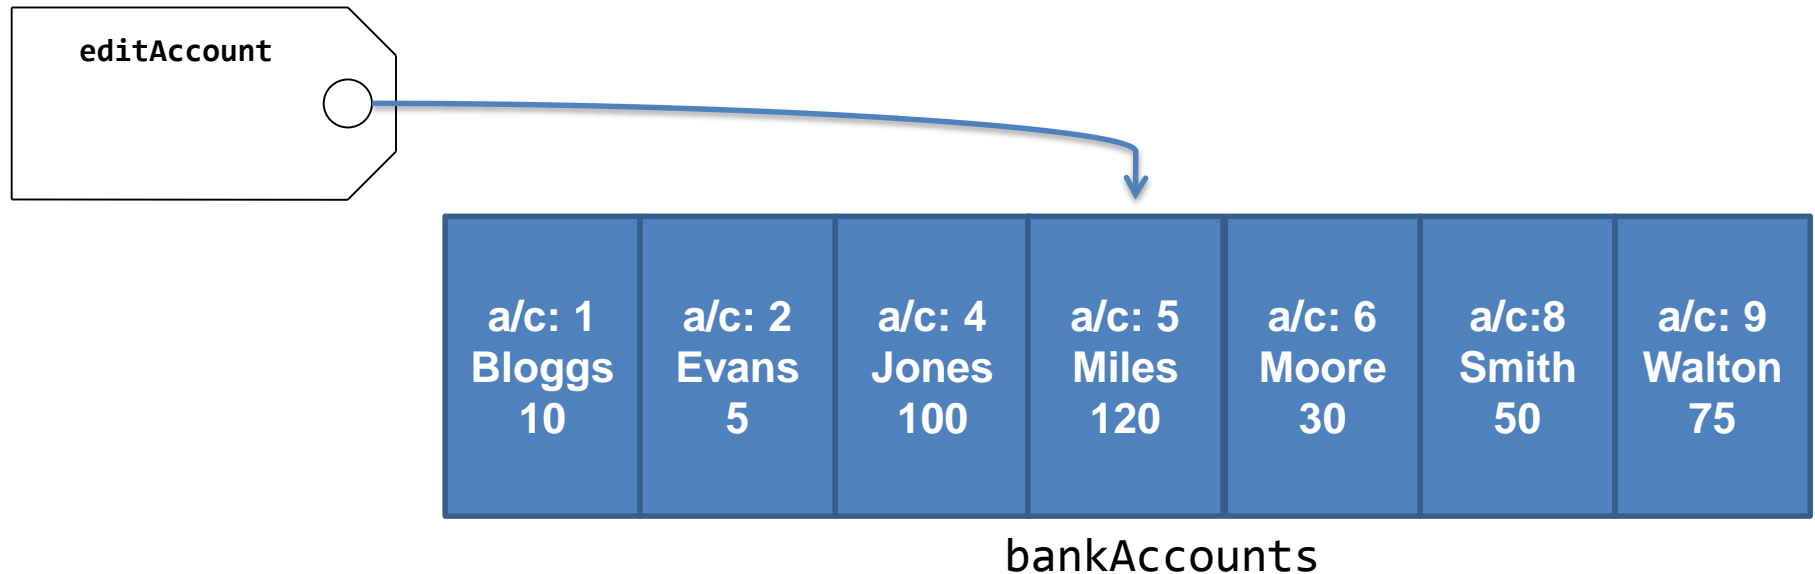 editAccount
a/c: 1
Bloggs
10
a/c: 2
Evans
5
a/c: 4
Jones
100
a/c: 5
Miles
120
a/c: 6
Moore
30
a/c:8
Smith
50
a/c: 9
Walton
75
bankAccounts